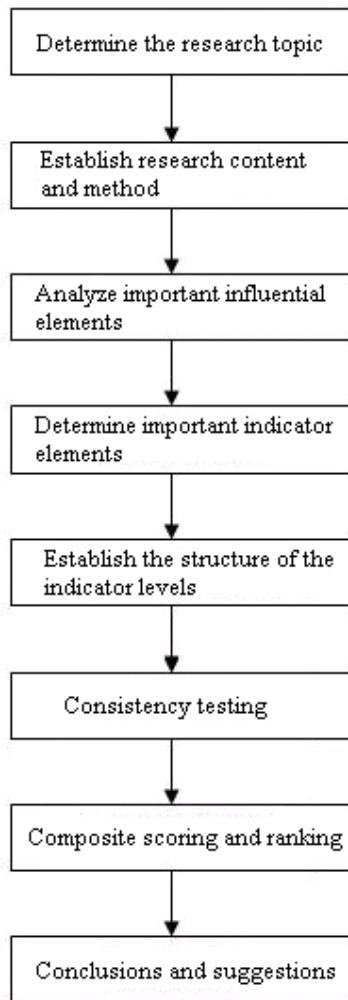 Determine the research topic
Establish research content
and method
Analyze important influential
elements
Determine important indicator
elements
Establish the structure of the
indicator levels
Consistency testing
Composite scoring and ranking
Conclusions and suggestions